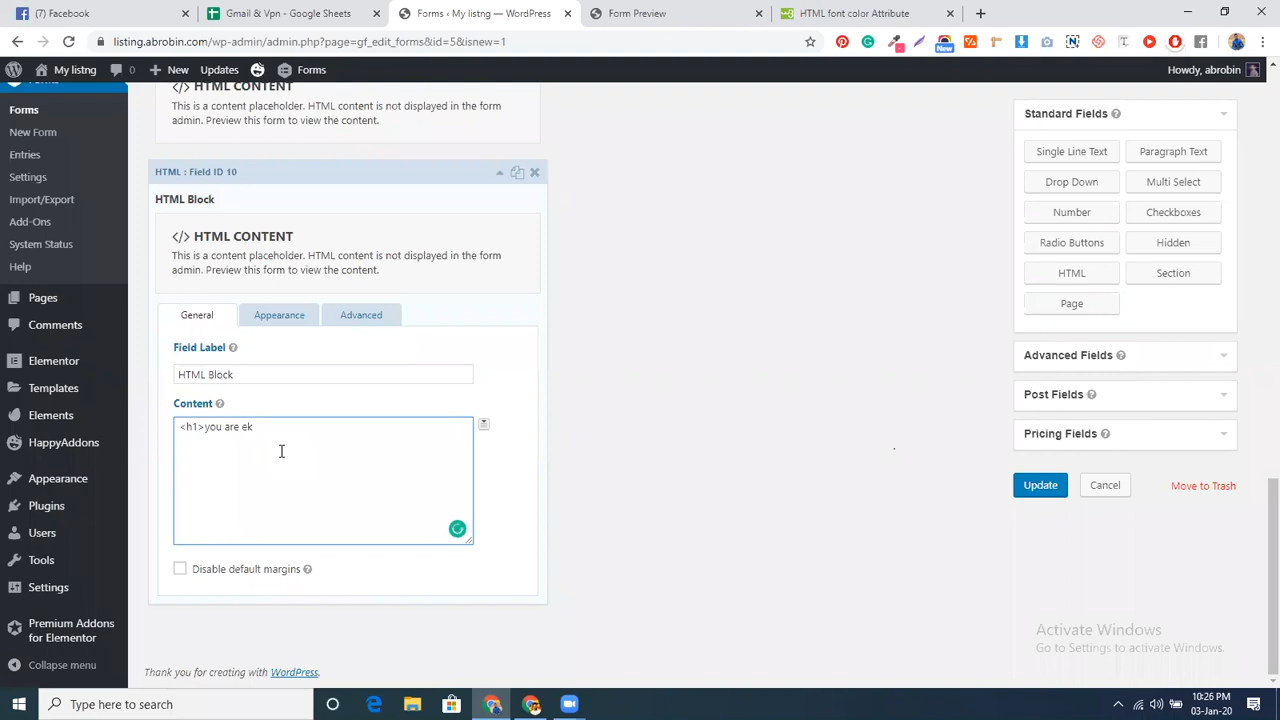 (7) Facebook
Gmail & Vpn - Google Sheets
Forms ‹ My listng — WordPress
Form Preview
HTML font color Attribute
listing.abrobin.com/wp-admin/admin.php?page=gf_edit_forms&id=5&isnew=1
New
My listng
0
New
Updates
Forms
Howdy, abrobin
Forms
New Form
Entries
Settings
Import/Export
Add-Ons
System Status
Help
Pages
Comments
Elementor
Templates
Elements
HappyAddons
Appearance
Plugins
Users
Tools
Settings
Premium Addons
for Elementor
Collapse menu
</> HTML CONTENT
This is a content placeholder. HTML content is not displayed in the form
admin. Preview this form to view the content.
HTML : Field ID 10
HTML Block
</> HTML CONTENT
This is a content placeholder. HTML content is not displayed in the form
admin. Preview this form to view the content.
General
Appearance
Advanced
Field Label
HTML Block
Content
<h1>you are ek
Disable default margins
Thank you for creating with WordPress.
Standard Fields
Single Line Text
Paragraph Text
Drop Down
Multi Select
Number
Checkboxes
Radio Buttons
Hidden
HTML
Section
Page
Advanced Fields
Post Fields
Pricing Fields
Update
Cancel
Move to Trash
Activate Windows
Go to Settings to activate Windows.
Type here to search
10:26 PM
03-Jan-20